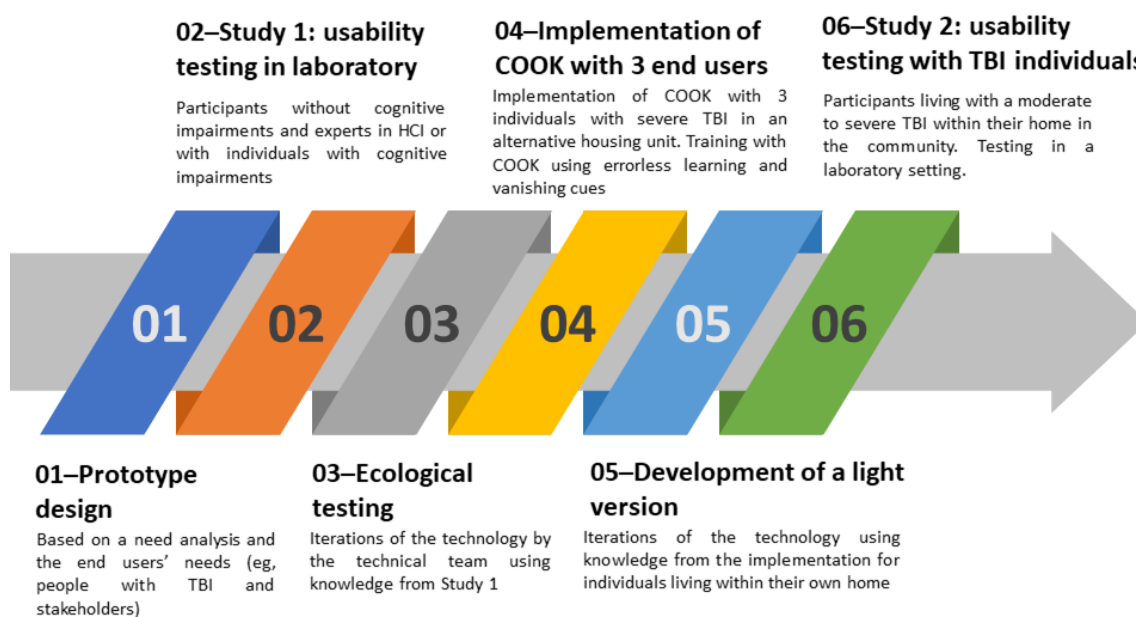 02–Study 1: usability
testing in laboratory
Participants without cognitive
impairments and experts in HCI or
with individuals with cognitive
impairments
04–Implementation of
COOK with 3 end users
Implementation of COOK with 3
individuals with severe TBI in an
alternative housing unit. Training with
COOK using errorless learning and
vanishing cues
06–Study 2: usability
testing with TBI individuals
Participants living with a moderate
to severe TBI within their home in
the community. Testing in a
laboratory setting.
01
02
03
04
05
06
01–Prototype
design
Based on a need analysis and
the end users’ needs (eg,
people with TBI and
stakeholders)
03–Ecological
testing
Iterations of the technology by
the technical team using
knowledge from Study 1
05–Development of a light
version
Iterations of the technology using
knowledge from the implementation for
individuals living within their own home